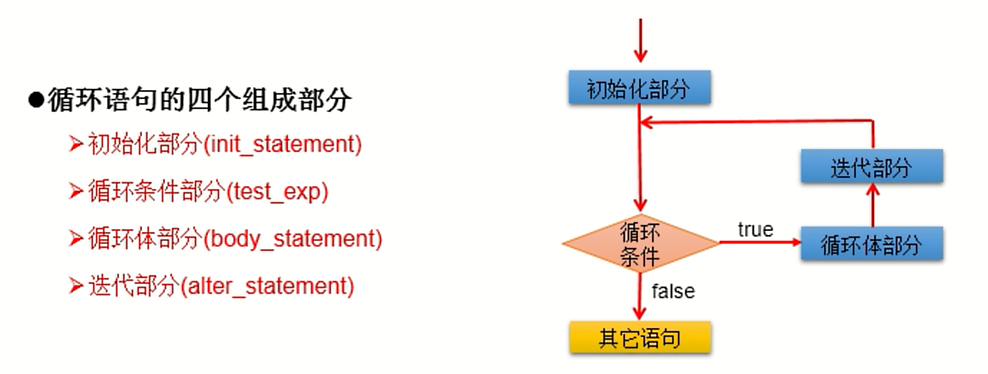 ●循环语句的四个组成部分
➢初始化部分(init_statement)
➢循环条件部分(test_exp)
➢循环体部分(body_statement)
➢迭代部分(alter_statement)
初始化部分
迭代部分
循环
条件
true
循环体部分
false
其它语句